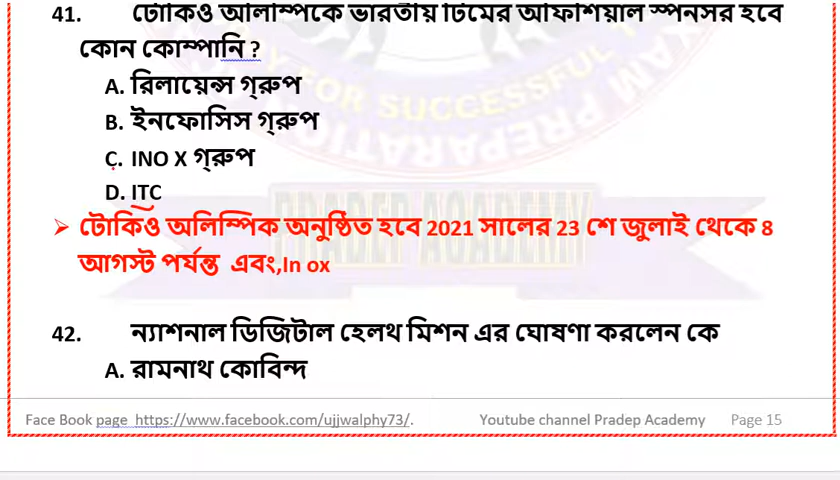 41. টোকিও অলিম্পিকে ভারতীয় টিমের অফিশিয়াল স্পনসর হবে
কোন কোম্পানি ?
A. রিলায়েন্স গ্রুপ
B. ইনফোসিস গ্রুপ
C. INO X গ্রুপ
D. ITC
➢ টোকিও অলিম্পিক অনুষ্ঠিত হবে 2021 সালের 23 শে জুলাই থেকে 8
আগস্ট পর্যন্ত এবং,In ox
42. ন্যাশনাল ডিজিটাল হেলথ মিশন এর ঘোষণা করলেন কে
A. রামনাথ কোবিন্দ
Face Book page https://www.facebook.com/ujjwalphy73/. Youtube channel Pradep Academy Page 15